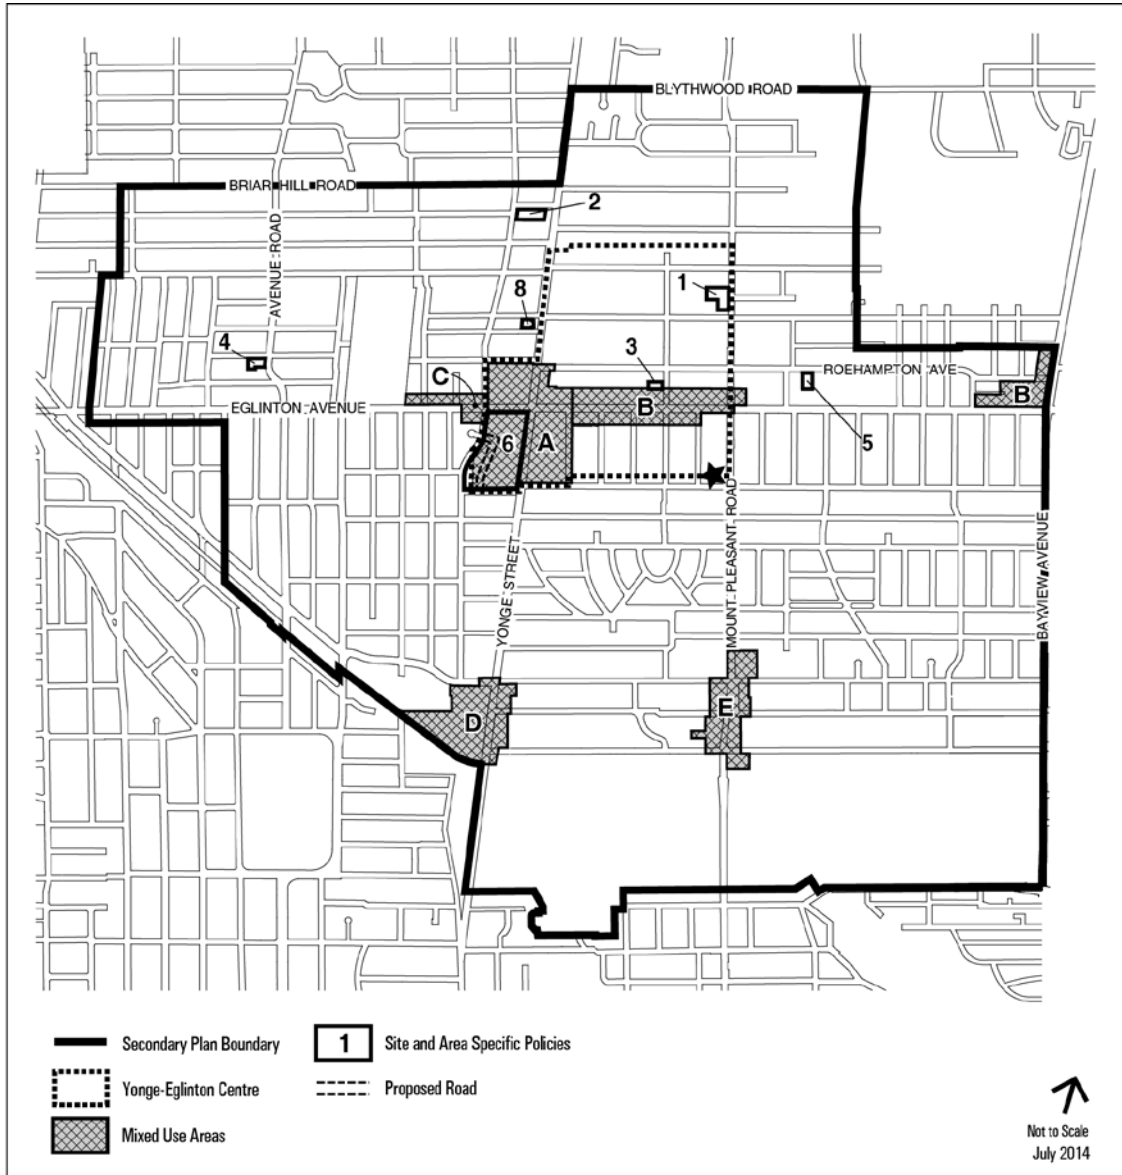 BLYTHWOOD ROAD
BRIAR HILL ROAD
2
AVENUE ROAD
1
8
4
3
C
ROEHAMPTON AVE
EGLINTON AVENUE
B
B
6
A
5
YONGE STREET
MOUNT PLEASANT ROAD
BAYVIEW AVENUE
D
E
Secondary Plan Boundary
1
Site and Area Specific Policies
Yonge-Eglinton Centre
Proposed Road
Mixed Use Areas
Not to Scale
July 2014